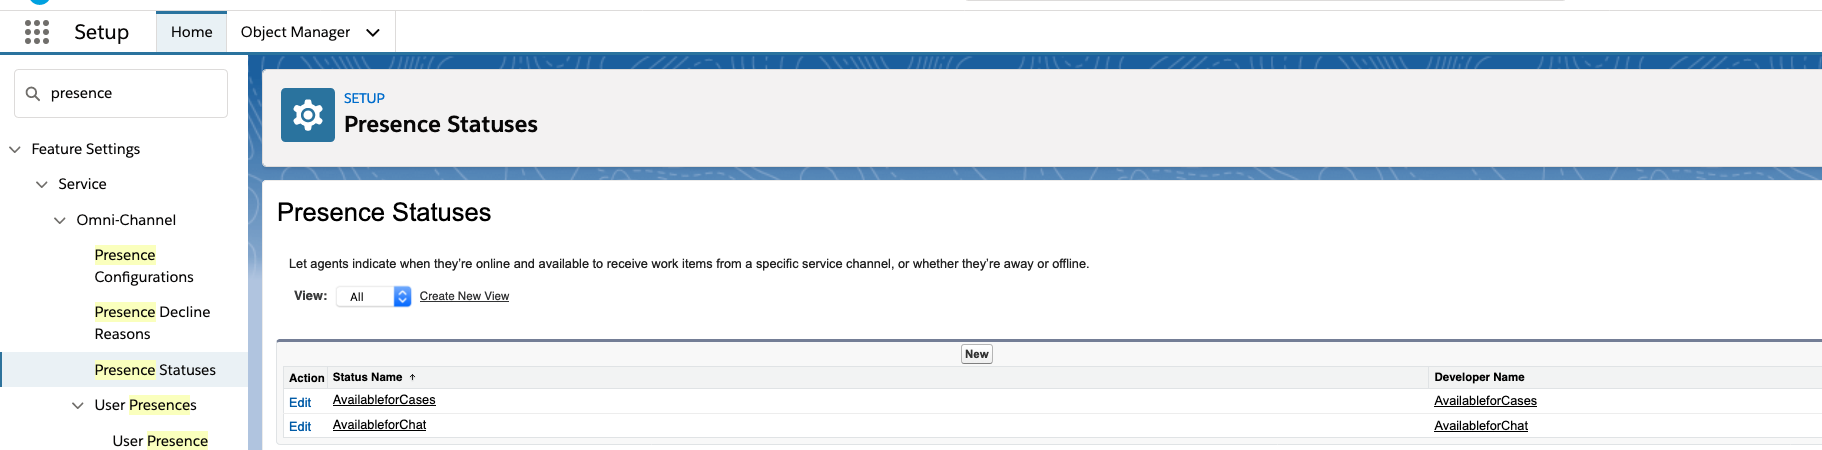 Setup
Home
Object Manager
presence
Feature Settings
Service
Omni-Channel
Presence
Configurations
Presence Decline
Reasons
Presence Statuses
User Presences
User Presence
SETUP
Presence Statuses
Presence Statuses
Let agents indicate when they're online and available to receive work items from a specific service channel, or whether they're away or offline.
View: All Create New View
New
Action Status Name ↑ Developer Name
Edit AvailableforCases AvailableforCases
Edit AvailableforChat AvailableforChat